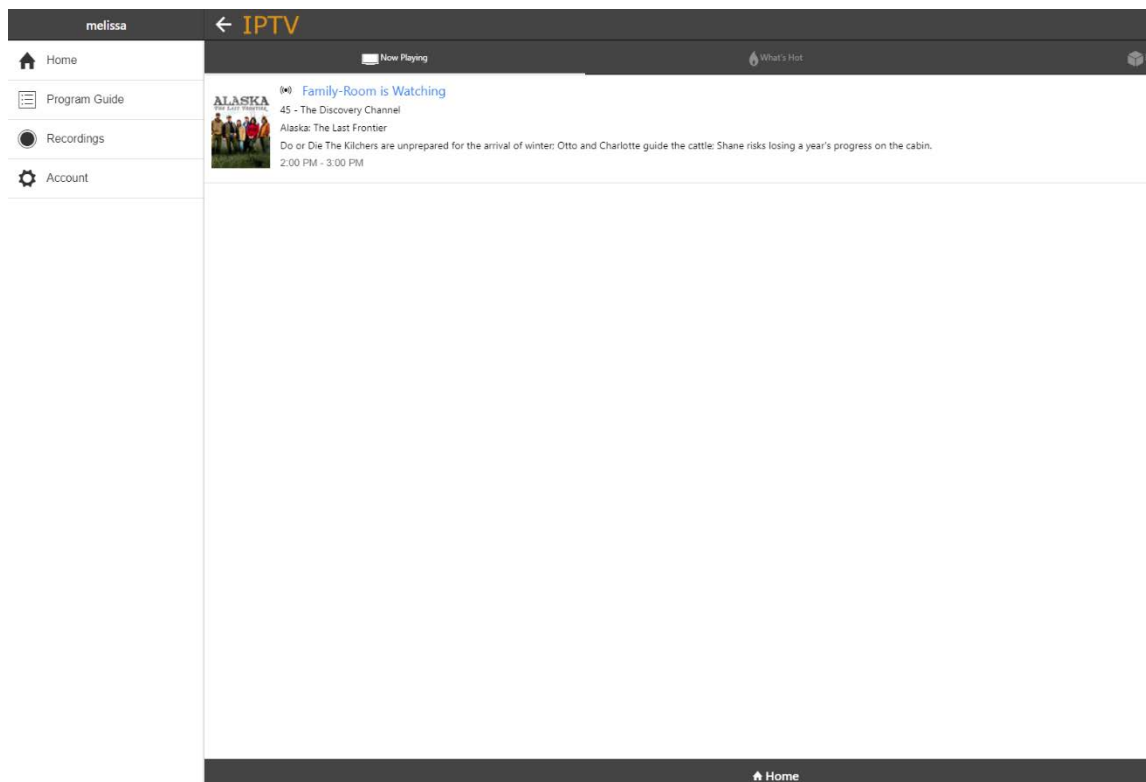 melissa
IPTV
Home
Program Guide
Recordings
Account
Now Playing
What's Hot
ALASKA
THE LAST FRONTIER
Family-Room is Watching
45 - The Discovery Channel
Alaska: The Last Frontier
Do or Die The Kilchers are unprepared for the arrival of winter; Otto and Charlotte guide the cattle; Shane risks losing a year's progress on the cabin.
2:00 PM - 3:00 PM
Home